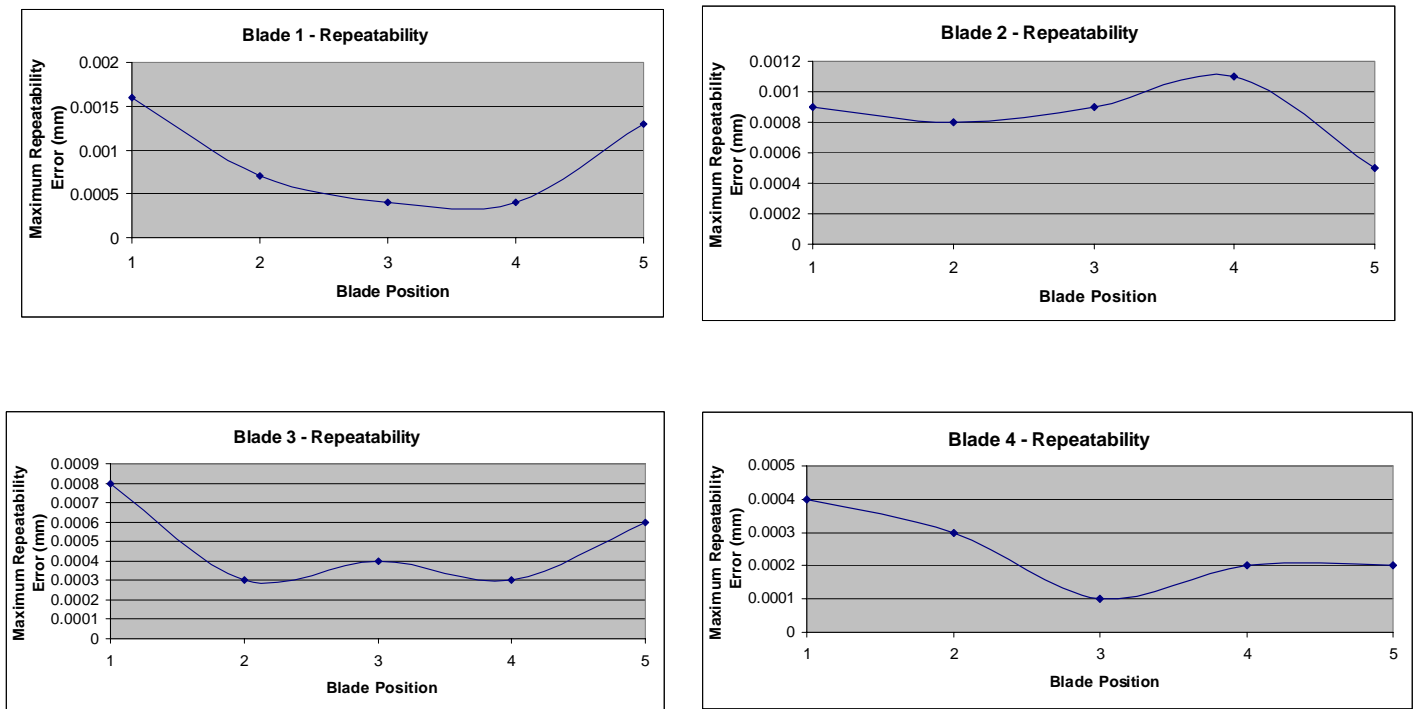 Blade 1 - Repeatability
Maximum Repeatability
Error (mm)
0.002
0.0015
0.001
0.0005
0
1 2 3 4 5
Blade Position
Blade 2 - Repeatability
Maximum Repeatability
Error (mm)
0.0012
0.001
0.0008
0.0006
0.0004
0.0002
0
1 2 3 4 5
Blade Position
Blade 3 - Repeatability
Maximum Repeatability
Error (mm)
0.0009
0.0008
0.0007
0.0006
0.0005
0.0004
0.0003
0.0002
0.0001
0
1 2 3 4 5
Blade Position
Blade 4 - Repeatability
Maximum Repeatability
Error (mm)
0.0005
0.0004
0.0003
0.0002
0.0001
0
1 2 3 4 5
Blade Position